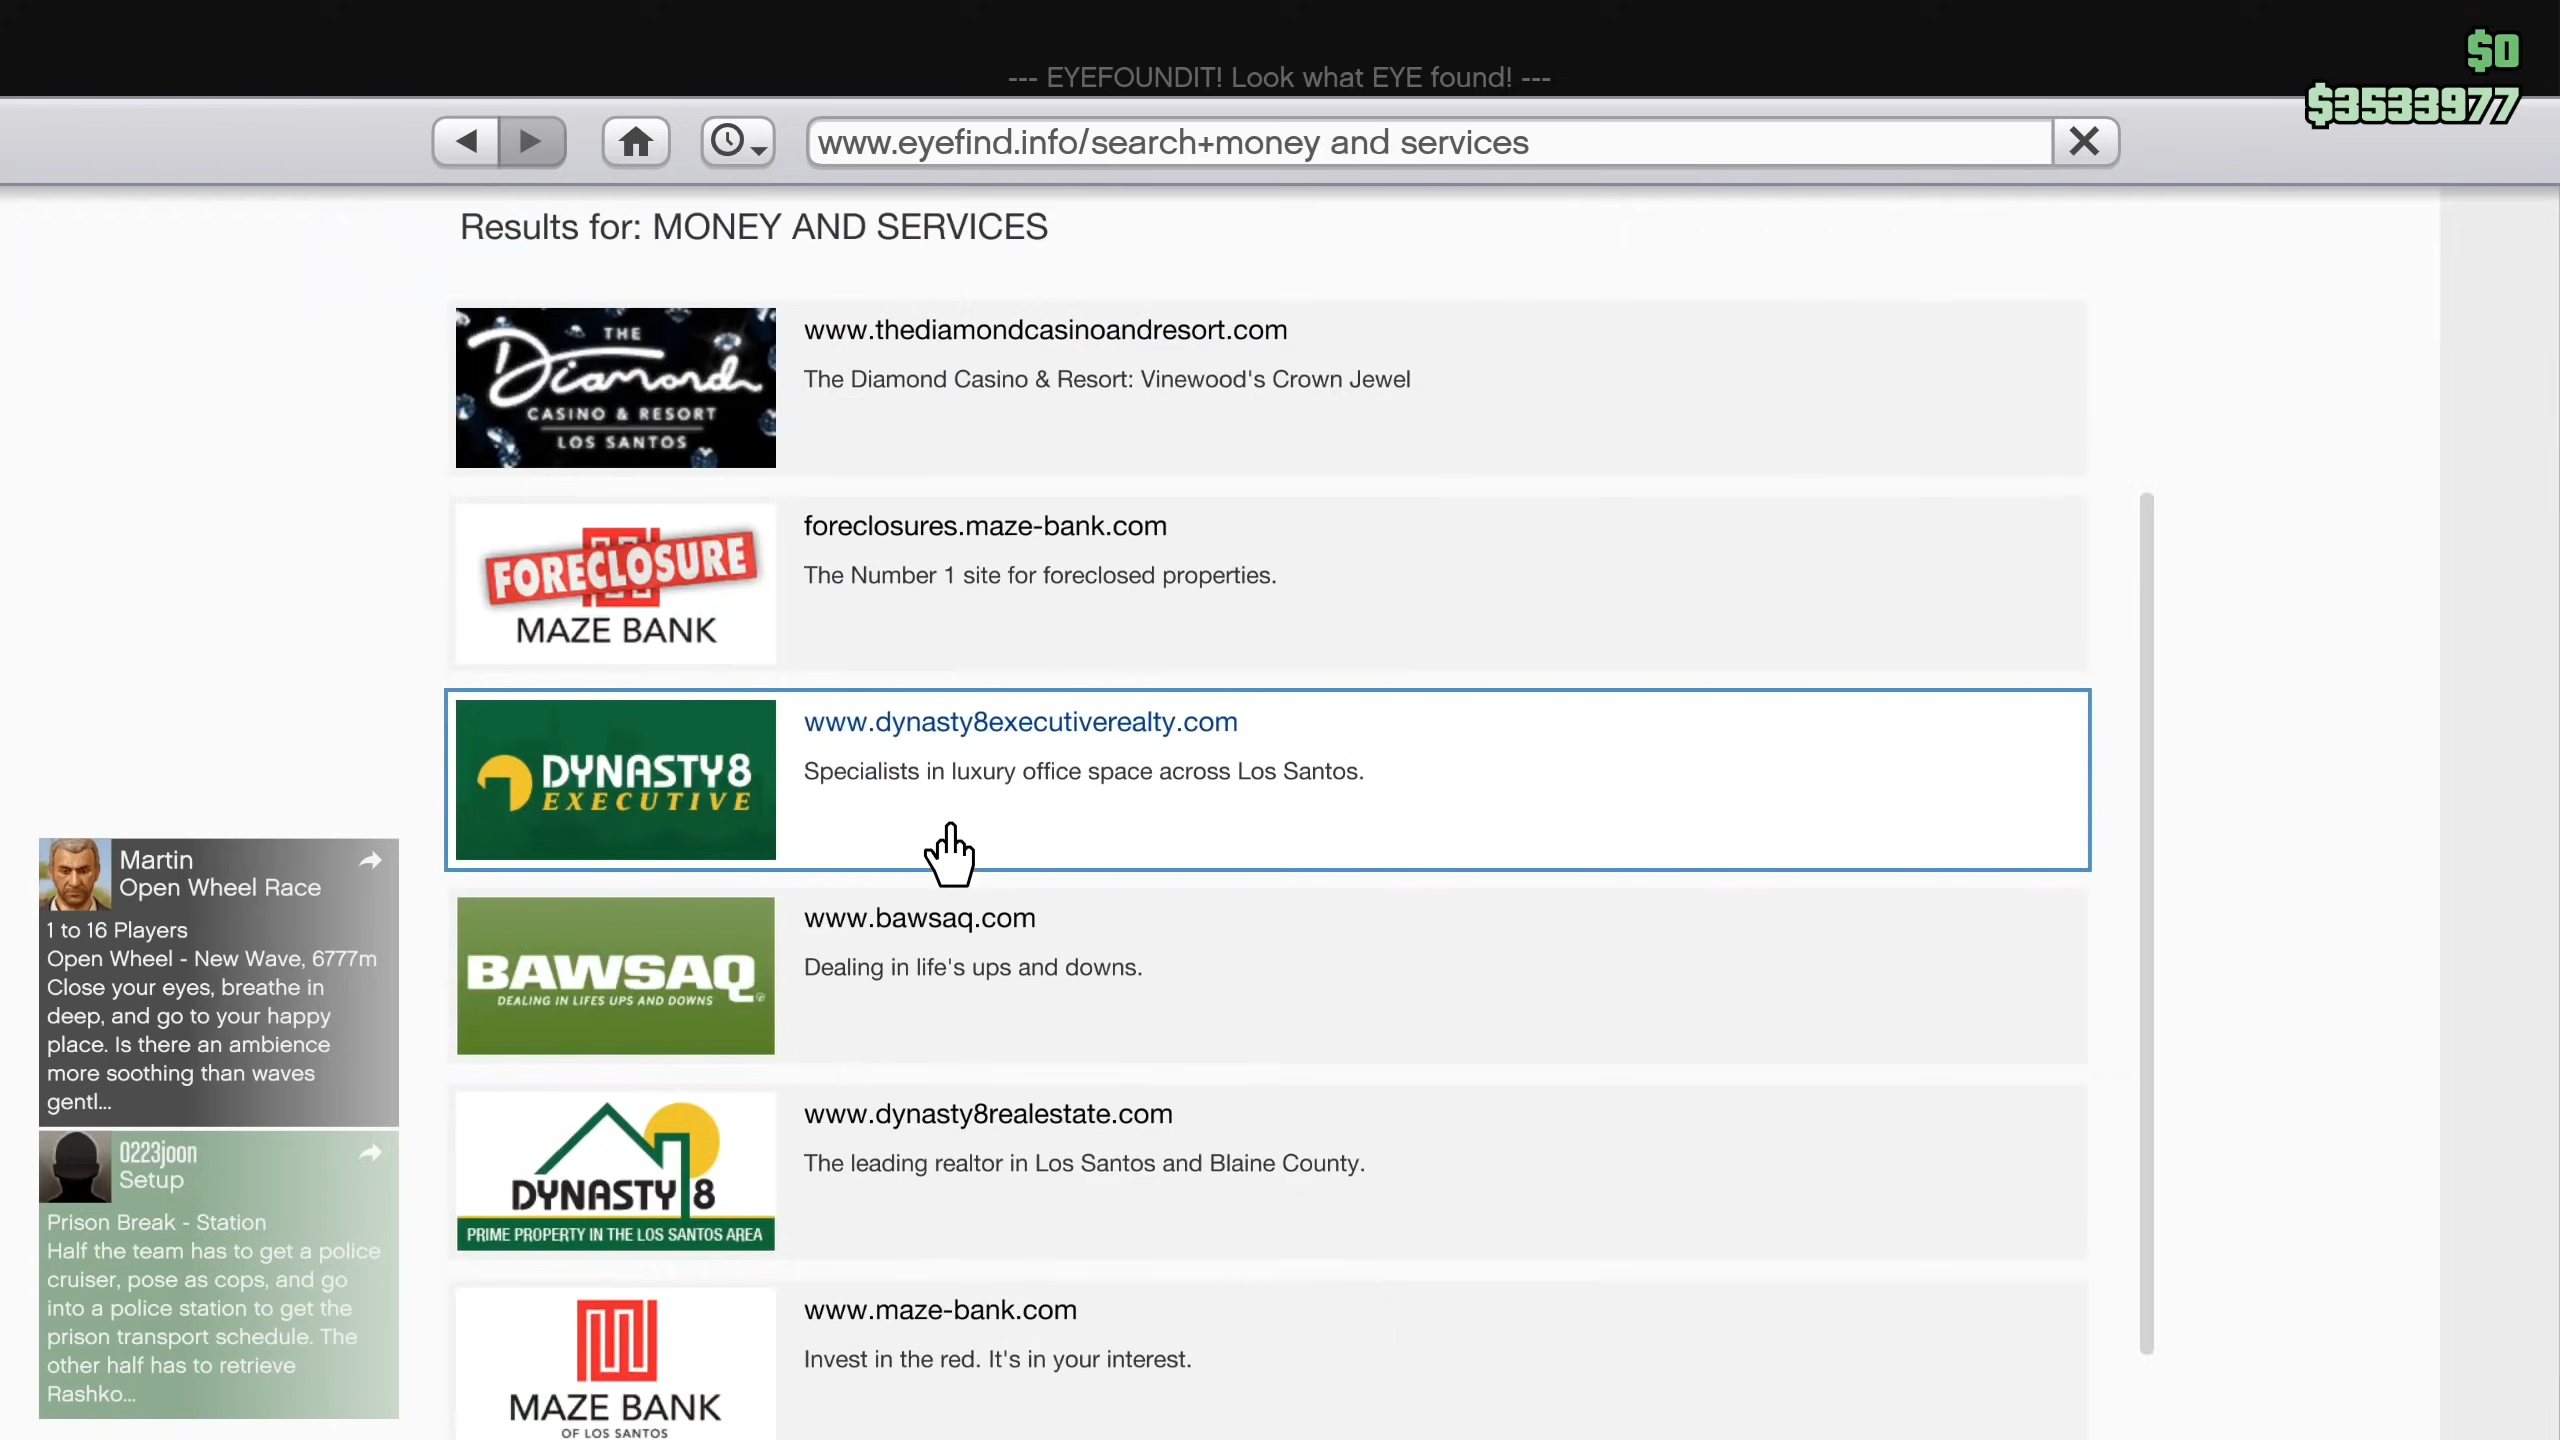 $0
--- EYEFOUNDIT! Look what EYE found! ---
$3533977
www.eyefind.info/search+money and services
Results for: MONEY AND SERVICES
THE
Diamond
CASINO & RESORT
LOS SANTOS
www.thediamondcasinoandresort.com
The Diamond Casino & Resort: Vinewood's Crown Jewel
FORECLOSURE
MAZE BANK
foreclosures.maze-bank.com
The Number 1 site for foreclosed properties.
DYNASTY8
EXECUTIVE
www.dynasty8executiverealty.com
Specialists in luxury office space across Los Santos.
BAWSAQ
DEALING IN LIFES UPS AND DOWNS
www.bawsaq.com
Dealing in life's ups and downs.
DYNASTY 8
PRIME PROPERTY IN THE LOS SANTOS AREA
www.dynasty8realestate.com
The leading realtor in Los Santos and Blaine County.
MAZE BANK
OF LOS SANTOS
www.maze-bank.com
Invest in the red. It's in your interest.
Martin
Open Wheel Race
1 to 16 Players
Open Wheel - New Wave, 6777m
Close your eyes, breathe in
deep, and go to your happy
place. Is there an ambience
more soothing than waves
gentl...
0223joon
Setup
Prison Break - Station
Half the team has to get a police
cruiser, pose as cops, and go
into a police station to get the
prison transport schedule. The
other half has to retrieve
Rashko...